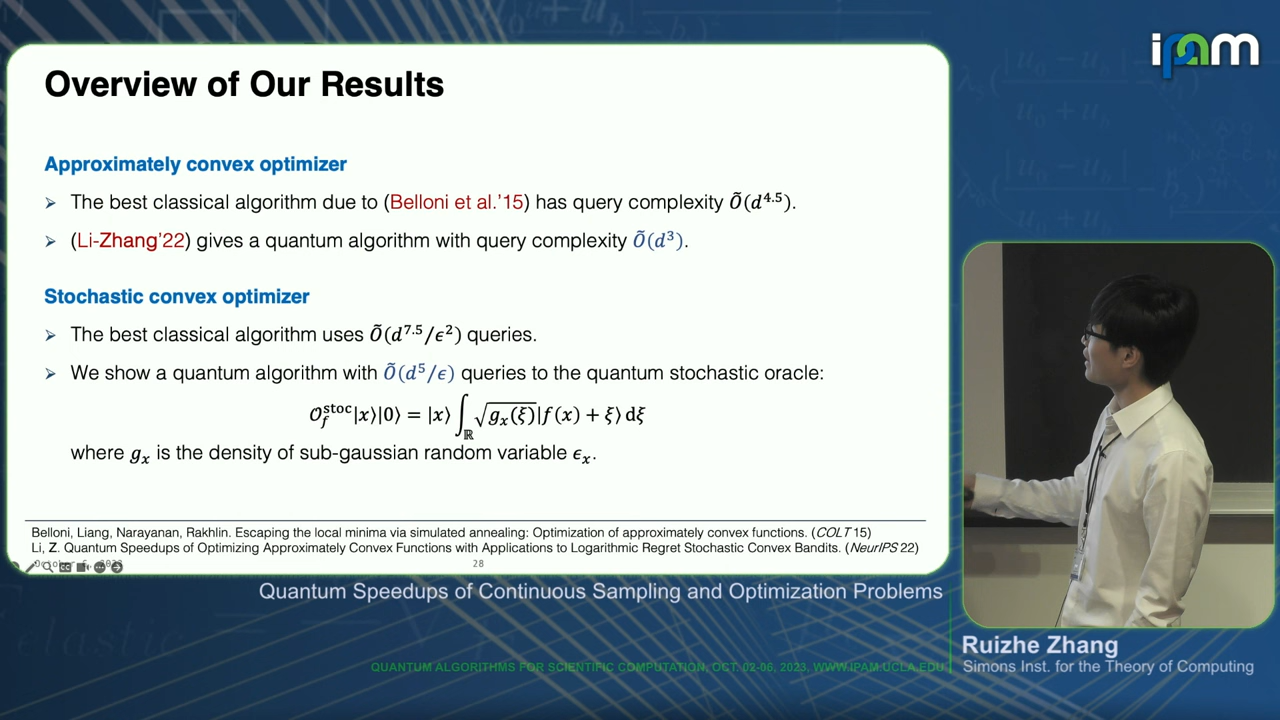 ipam
Overview of Our Results
Approximately convex optimizer
➢ The best classical algorithm due to (Belloni et al.'15) has query complexity Õ(d^4.5).
➢ (Li-Zhang'22) gives a quantum algorithm with query complexity Õ(d^3).
Stochastic convex optimizer
➢ The best classical algorithm uses Õ(d^7.5/ϵ^2) queries.
➢ We show a quantum algorithm with Õ(d^5/ϵ) queries to the quantum stochastic oracle:
O_f^stoc|x⟩|0⟩ = |x⟩ ∫_ℝ √(g_x(ξ))|f(x) + ξ⟩ dξ
where g_x is the density of sub-gaussian random variable ϵ_x.
Belloni, Liang, Narayanan, Rakhlin. Escaping the local minima via simulated annealing: Optimization of approximately convex functions. (COLT 15)
Li, Z. Quantum Speedups of Optimizing Approximately Convex Functions with Applications to Logarithmic Regret Stochastic Convex Bandits. (NeurIPS 22)
28
Quantum Speedups of Continuous Sampling and Optimization Problems
Ruizhe Zhang
Simons Inst. for the Theory of Computing
QUANTUM ALGORITHMS FOR SCIENTIFIC COMPUTATION, OCT. 02-06, 2023, WWW.IPAM.UCLA.EDU